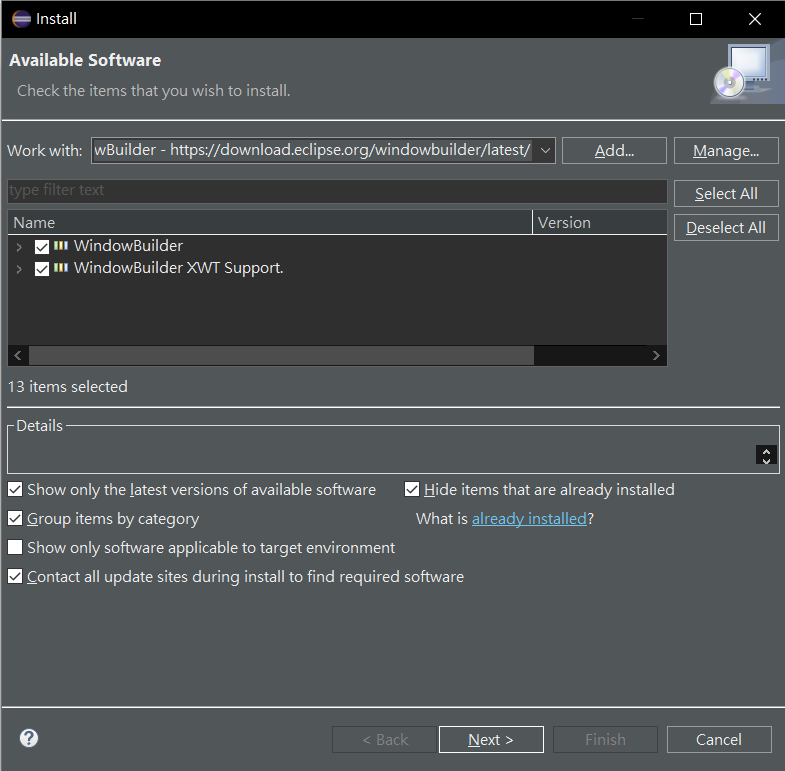 Install
Available Software
Check the items that you wish to install.
Work with: wBuilder - https://download.eclipse.org/windowbuilder/latest/ Add... Manage...
type filter text Select All
Name Version Deselect All
WindowBuilder
WindowBuilder XWT Support.
13 items selected
Details
Show only the latest versions of available software Hide items that are already installed
Group items by category What is already installed?
Show only software applicable to target environment
Contact all update sites during install to find required software
? < Back Next > Finish Cancel